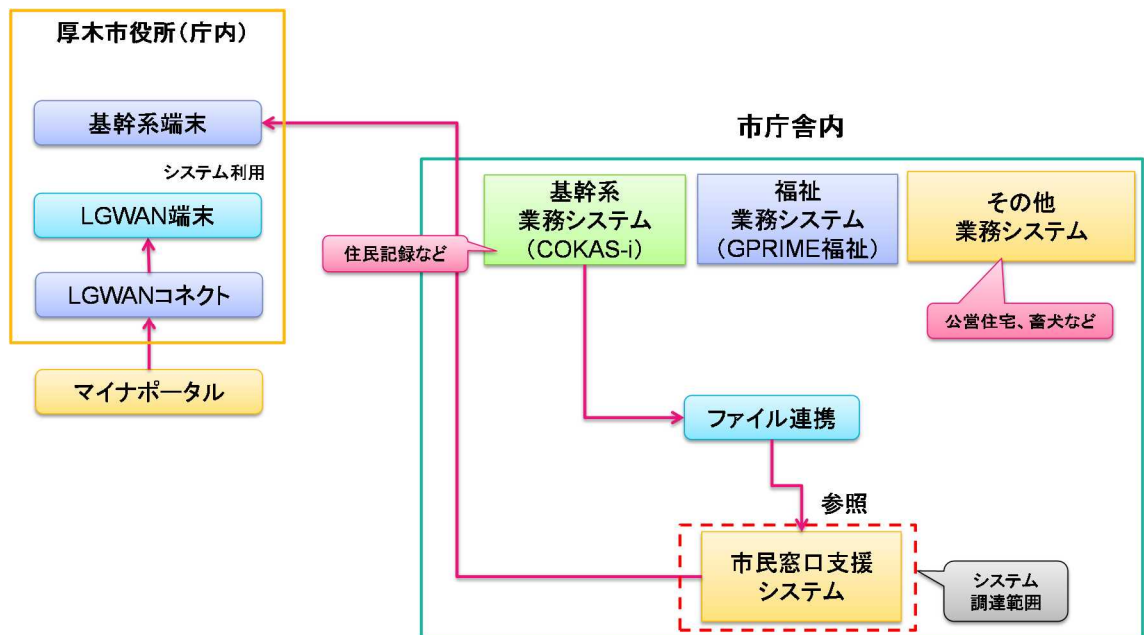 厚木市役所(庁内)
基幹系端末
システム利用
LGWAN端末
LGWANコネクト
マイナポータル
市庁舎内
基幹系
業務システム
(COKAS-i)
福祉
業務システム
(GPRIME福祉)
その他
業務システム
住民記録など
公営住宅、畜犬など
ファイル連携
参照
市民窓口支援
システム
システム
調達範囲